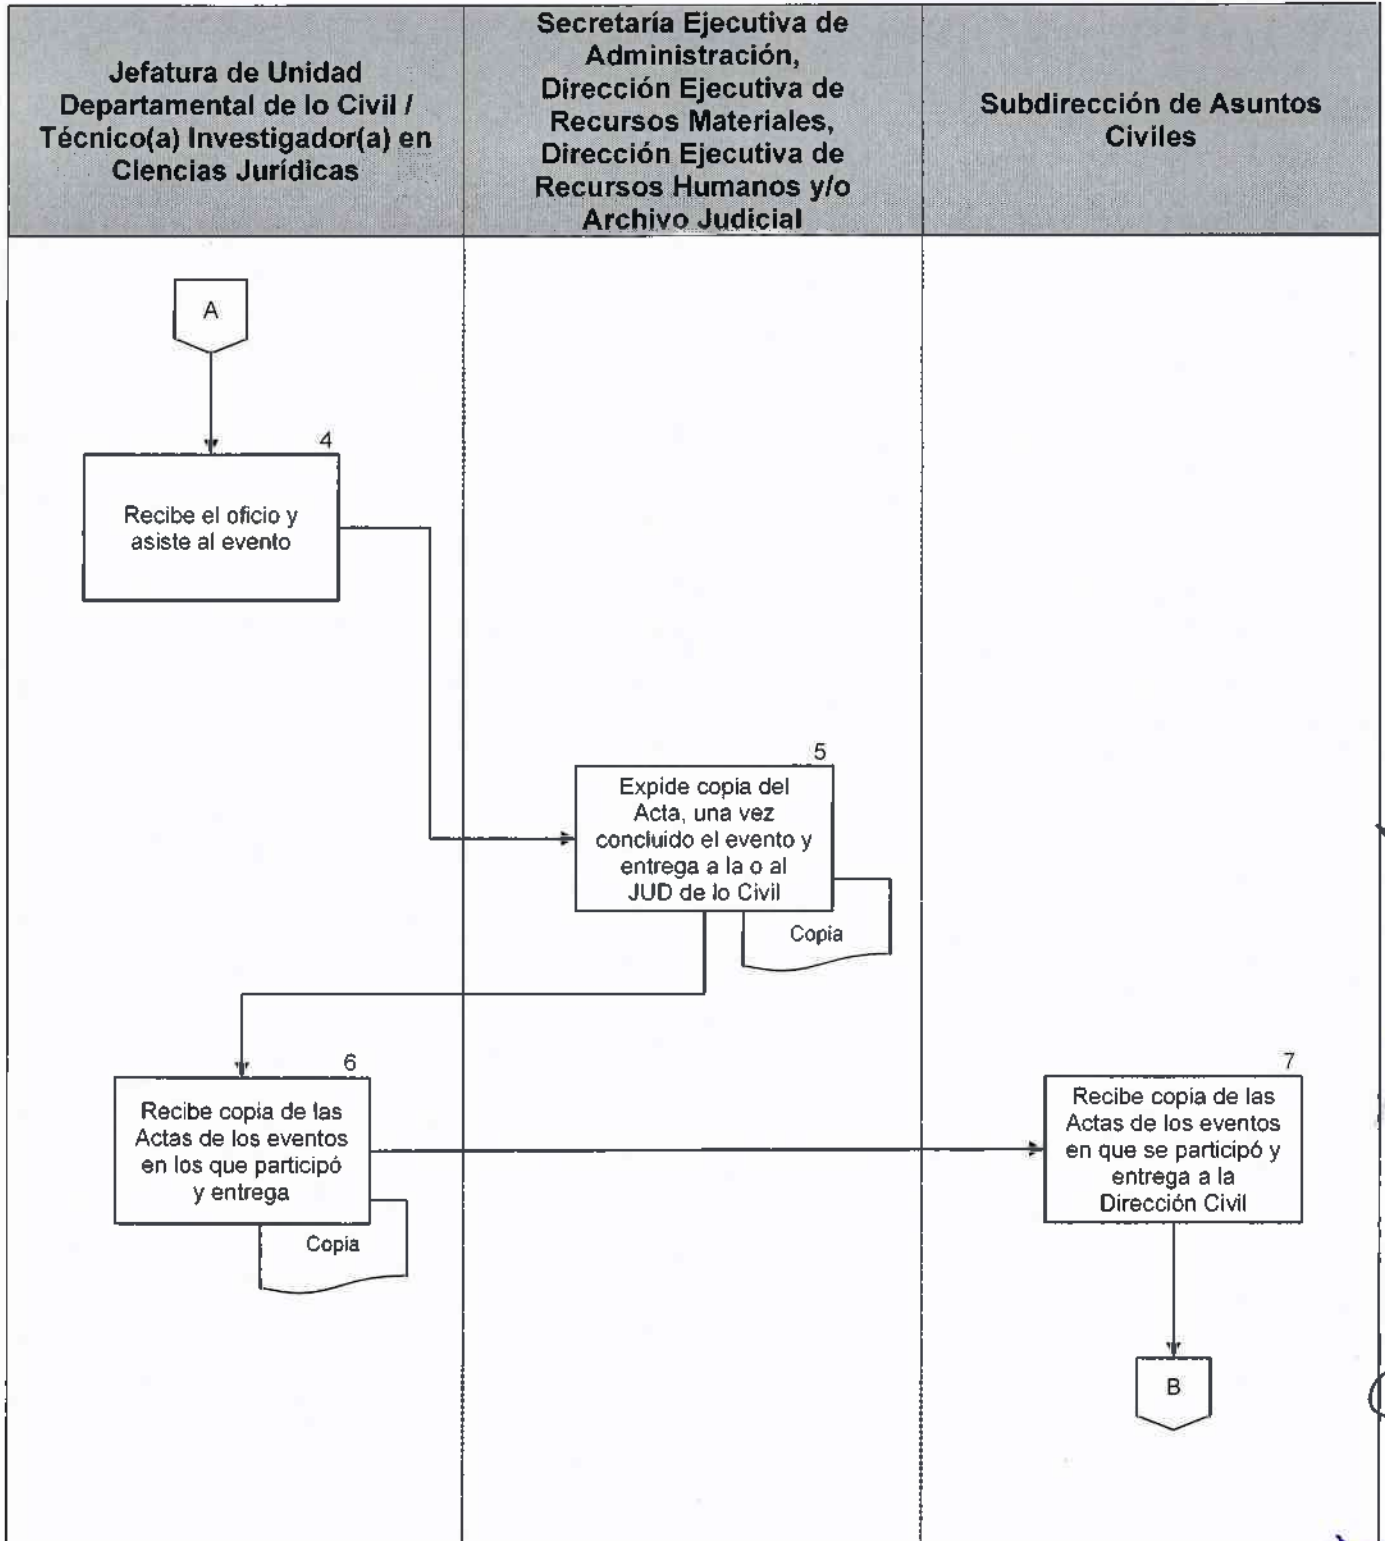 Jefatura de Unidad
Departamental de lo Civil /
Técnico(a) Investigador(a) en
Ciencias Jurídicas
Secretaría Ejecutiva de
Administración,
Dirección Ejecutiva de
Recursos Materiales,
Dirección Ejecutiva de
Recursos Humanos y/o
Archivo Judicial
Subdirección de Asuntos
Civiles
A
4
Recibe el oficio y
asiste al evento
5
Expide copia del
Acta, una vez
concluido el evento y
entrega a la o al
JUD de lo Civil
Copia
6
Recibe copia de las
Actas de los eventos
en los que participó
y entrega
Copia
7
Recibe copia de las
Actas de los eventos
en que se participó y
entrega a la
Dirección Civil
B